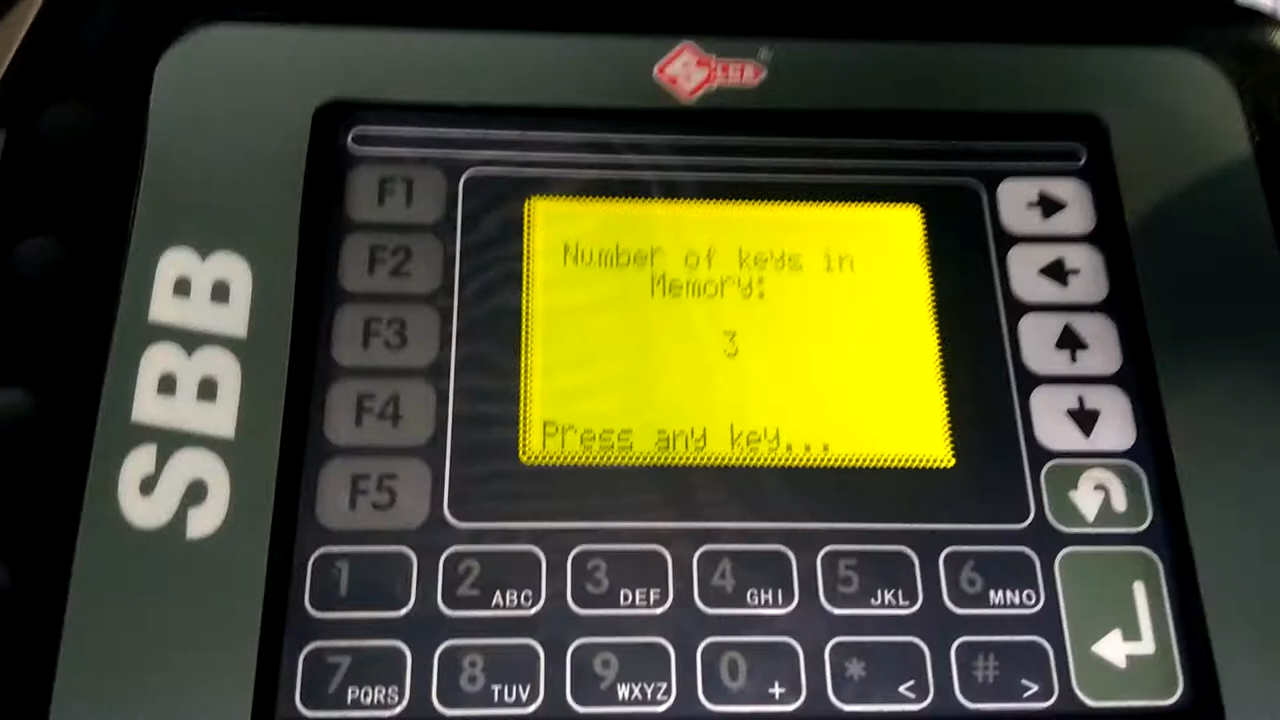 SBB
F1
F2
F3
F4
F5
Number of keys in
Memory:
3
Press any key...
1
2 ABC
3 DEF
4 GHI
5 JKL
6 MNO
7 PQRS
8 TUV
9 WXYZ
0 +
* <
# >